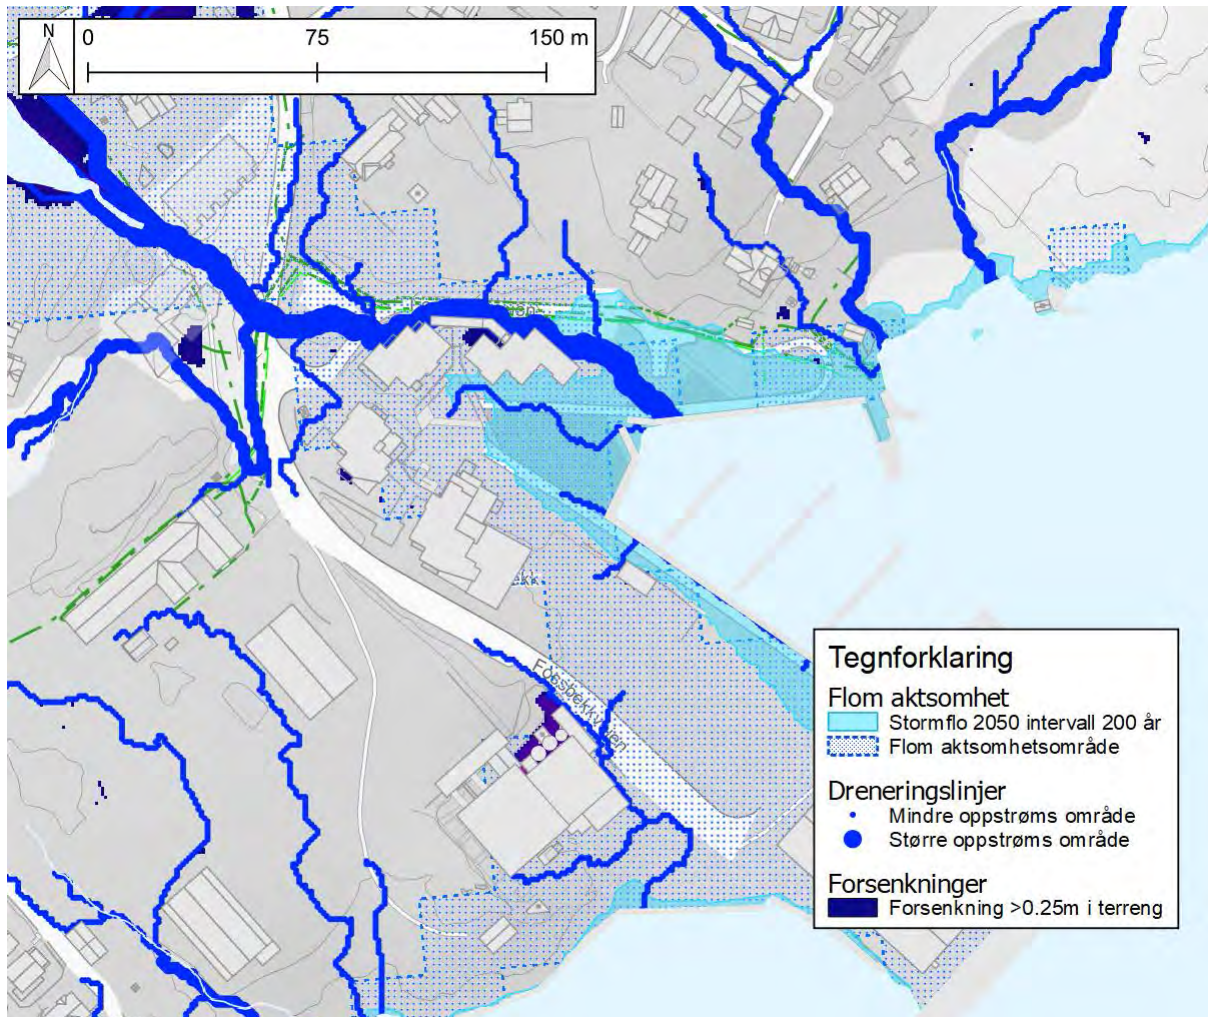 N
0 75 150 m
Fossbekkveien
Tegnforklaring
Flom aktsomhet
Stormflo 2050 intervall 200 år
Flom aktsomhetsområde
Dreneringslinjer
Mindre oppstrøms område
Større oppstrøms område
Forsenkninger
Forsenkning >0.25m i terreng